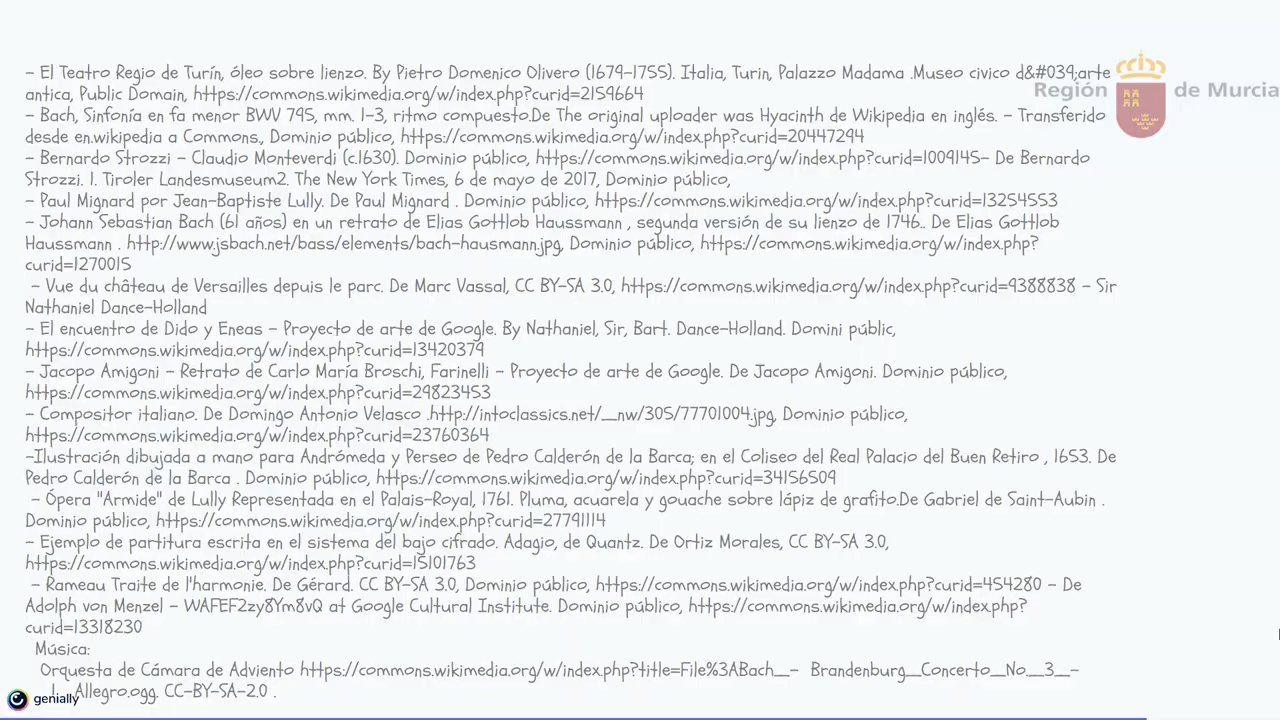 - El Teatro Regio de Turín, óleo sobre lienzo. By Pietro Domenico Olivero (1679-1755). Italia, Turin, Palazzo Madama .Museo civico d&#039;arte
antica, Public Domain, https://commons.wikimedia.org/w/index.php?curid=2159664
- Bach, Sinfonía en fa menor BWV 795, mm. 1-3, ritmo compuesto.De The original uploader was Hyacinth de Wikipedia en inglés. - Transferido
desde en.wikipedia a Commons., Dominio público, https://commons.wikimedia.org/w/index.php?curid=20447294
- Bernardo Strozzi - Claudio Monteverdi (c.1630). Dominio público, https://commons.wikimedia.org/w/index.php?curid=1009145- De Bernardo
Strozzi. 1. Tiroler Landesmuseum2. The New York Times, 6 de mayo de 2017, Dominio público,
- Paul Mignard por Jean-Baptiste Lully. De Paul Mignard . Dominio público, https://commons.wikimedia.org/w/index.php?curid=13254553
- Johann Sebastian Bach (61 años) en un retrato de Elias Gottlob Haussmann , segunda versión de su lienzo de 1746.. De Elias Gottlob
Haussmann . http://www.jsbach.net/bass/elements/bach-hausmann.jpg, Dominio público, https://commons.wikimedia.org/w/index.php?
curid=1270015
- Vue du château de Versailles depuis le parc. De Marc Vassal, CC BY-SA 3.0, https://commons.wikimedia.org/w/index.php?curid=9388838 - Sir
Nathaniel Dance-Holland
- El encuentro de Dido y Eneas - Proyecto de arte de Google. By Nathaniel, Sir, Bart. Dance-Holland. Domini públic,
https://commons.wikimedia.org/w/index.php?curid=13420379
- Jacopo Amigoni - Retrato de Carlo María Broschi, Farinelli - Proyecto de arte de Google. De Jacopo Amigoni. Dominio público,
https://commons.wikimedia.org/w/index.php?curid=29823453
- Compositor italiano. De Domingo Antonio Velasco .http://intoclassics.net/__nw/305/77701004.jpg, Dominio público,
https://commons.wikimedia.org/w/index.php?curid=23760364
-Ilustración dibujada a mano para Andrómeda y Perseo de Pedro Calderón de la Barca; en el Coliseo del Real Palacio del Buen Retiro , 1653. De
Pedro Calderón de la Barca . Dominio público, https://commons.wikimedia.org/w/index.php?curid=34156509
- Ópera "Armide" de Lully Representada en el Palais-Royal, 1761. Pluma, acuarela y gouache sobre lápiz de grafito.De Gabriel de Saint-Aubin .
Dominio público, https://commons.wikimedia.org/w/index.php?curid=27791114
- Ejemplo de partitura escrita en el sistema del bajo cifrado. Adagio, de Quantz. De Ortiz Morales, CC BY-SA 3.0,
https://commons.wikimedia.org/w/index.php?curid=15101763
- Rameau Traite de l'harmonie. De Gérard. CC BY-SA 3.0, Dominio público, https://commons.wikimedia.org/w/index.php?curid=454280 - De
Adolph von Menzel - WAFEF2zy8Ym8vQ at Google Cultural Institute. Dominio público, https://commons.wikimedia.org/w/index.php?
curid=13318230
Música:
Orquesta de Cámara de Adviento https://commons.wikimedia.org/w/index.php?title=File%3ABach__- Brandenburg__Concerto__No.__3__-
Allegro.ogg. CC-BY-SA-2.0 .
Región de Murcia
genially